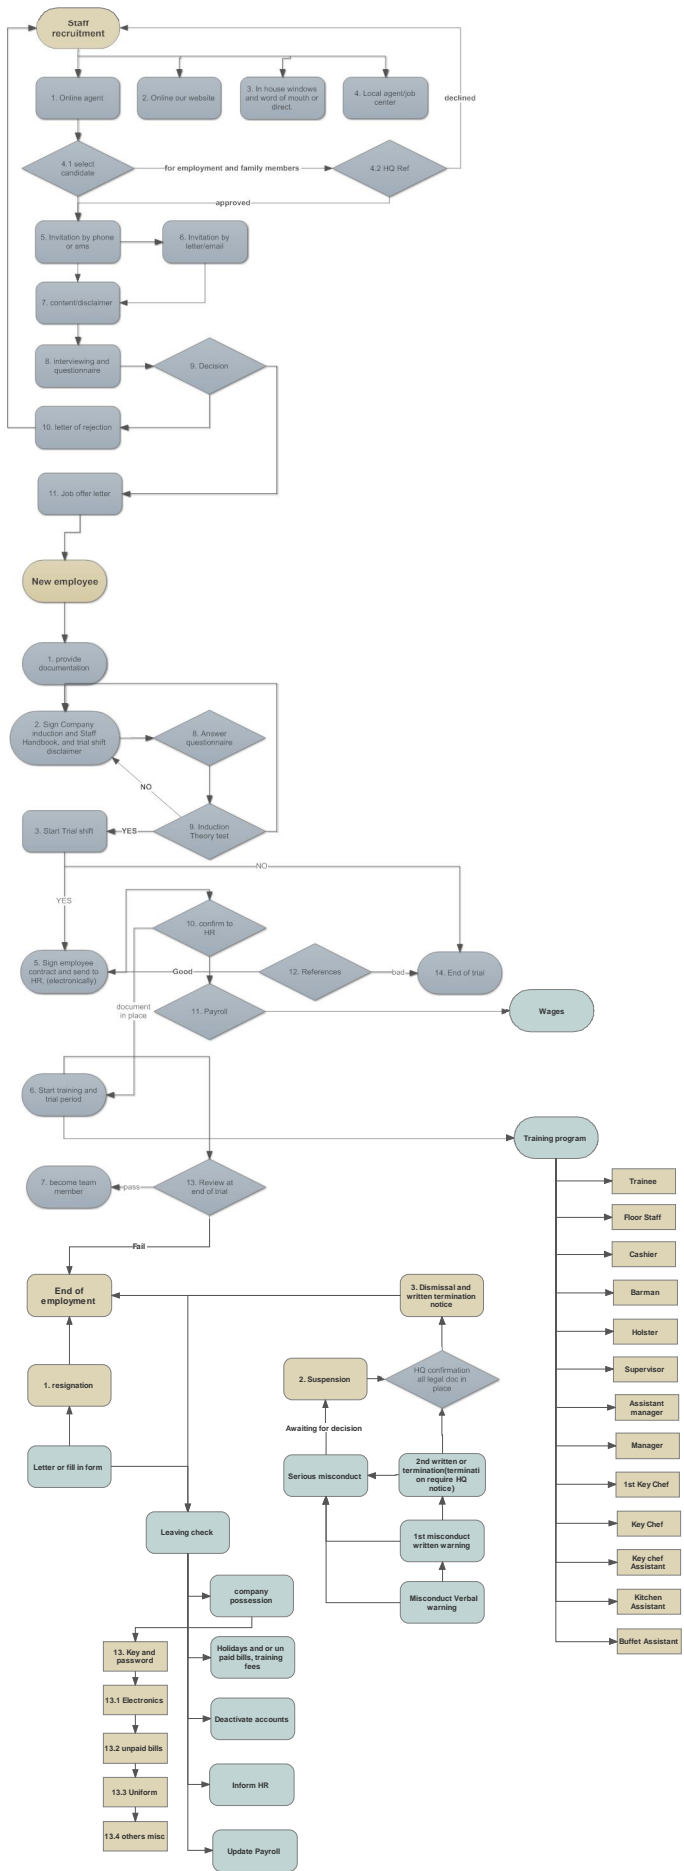 Staff
recruitment
1. Online agent
2. Online our website
3. In house windows
and word of mouth or
direct.
4. Local agent/job
center
declined
4.1 select
candidate
for employment and family members
4.2 HQ Ref
approved
5. Invitation by phone
or sms
6. Invitation by
letter/email
7. content/disclaimer
8. interviewing and
questionnaire
9. Decision
10. letter of rejection
11. Job offer letter
New employee
1. provide
documentation
2. Sign Company
induction and Staff
Handbook, and trial shift
disclaimer
8. Answer
questionnaire
NO
3. Start Trial shift
YES
9. Induction
Theory test
NO
YES
10. confirm to
HR
5. Sign employee
contract and send to
HR, (electronically)
Good
12. References
bad
14. End of trial
document
in place
11. Payroll
Wages
6. Start training and
trial period
Training program
7. become team
member
pass
13. Review at
end of trial
Trainee
Floor Staff
Fail
Cashier
End of
employment
3. Dismissal and
written termination
notice
Barman
Holster
1. resignation
2. Suspension
HQ confirmation
all legal doc in
place
Supervisor
Assistant
manager
Awaiting for decision
Manager
Letter or fill in form
Serious misconduct
2nd written or
termination(terminati
on require HQ
notice)
1st Key Chef
Leaving check
1st misconduct
written warning
Key Chef
Key chef
Assistant
company
possession
Misconduct Verbal
warning
Kitchen
Assistant
13. Key and
password
Holidays and or un
paid bills, training
fees
Buffet Assistant
13.1 Electronics
Deactivate accounts
13.2 unpaid bills
13.3 Uniform
Inform HR
13.4 others misc
Update Payroll